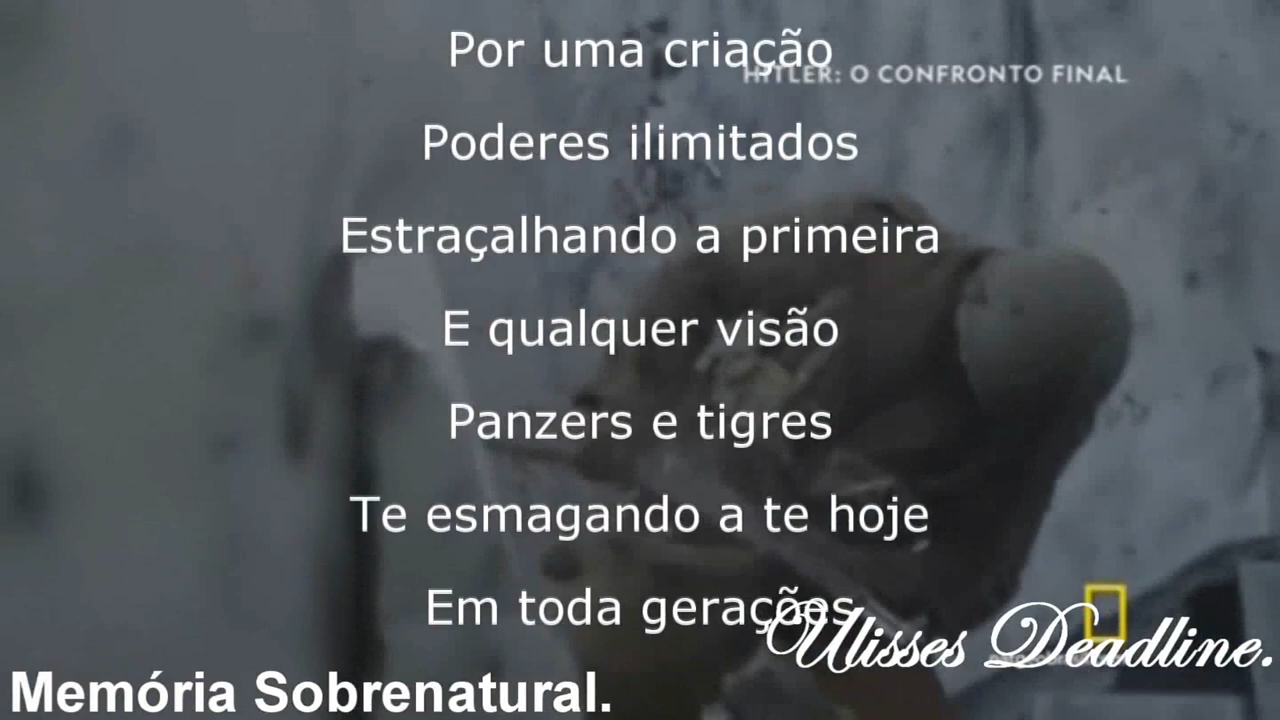 Por uma criação
HITLER: O CONFRONTO FINAL
Poderes ilimitados
Estraçalhando a primeira
E qualquer visão
Panzers e tigres
Te esmagando a te hoje
Em toda gerações
Ulisses Deadline.
Memória Sobrenatural.